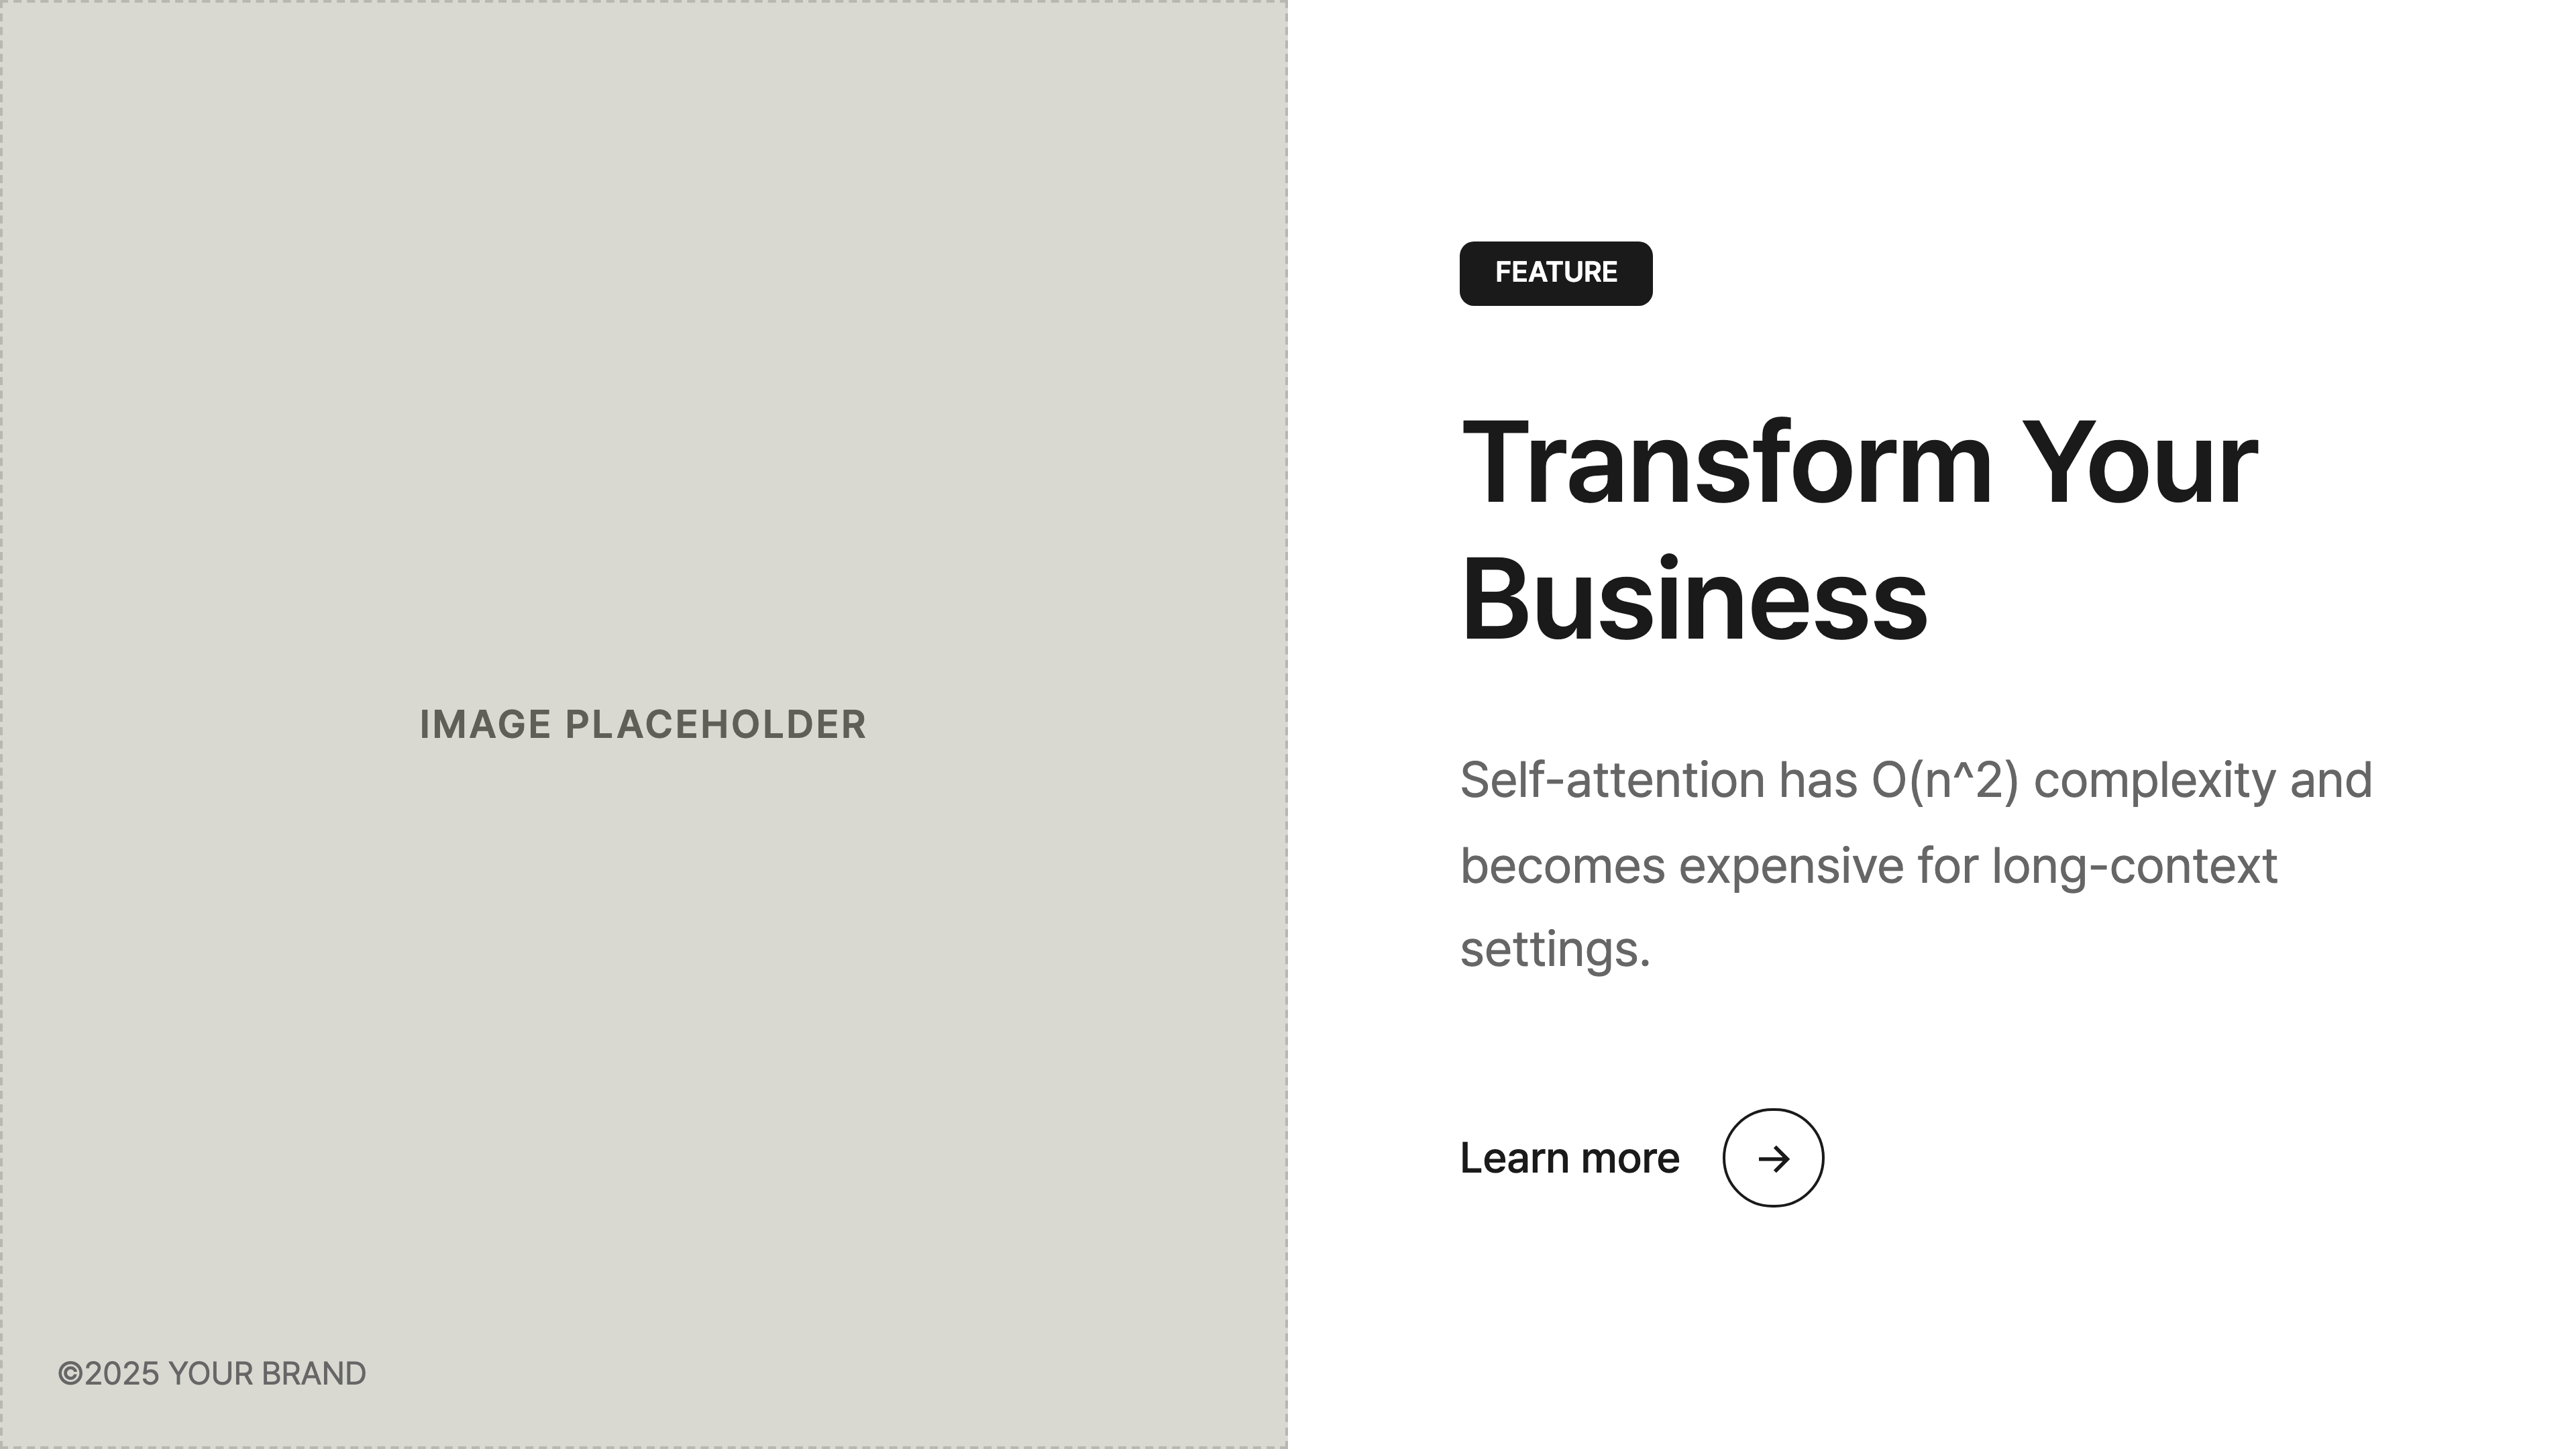 IMAGE PLACEHOLDER
©2025 YOUR BRAND
FEATURE
Transform Your
Business
Self-attention has O(n^2) complexity and
becomes expensive for long-context
settings.
Learn more →